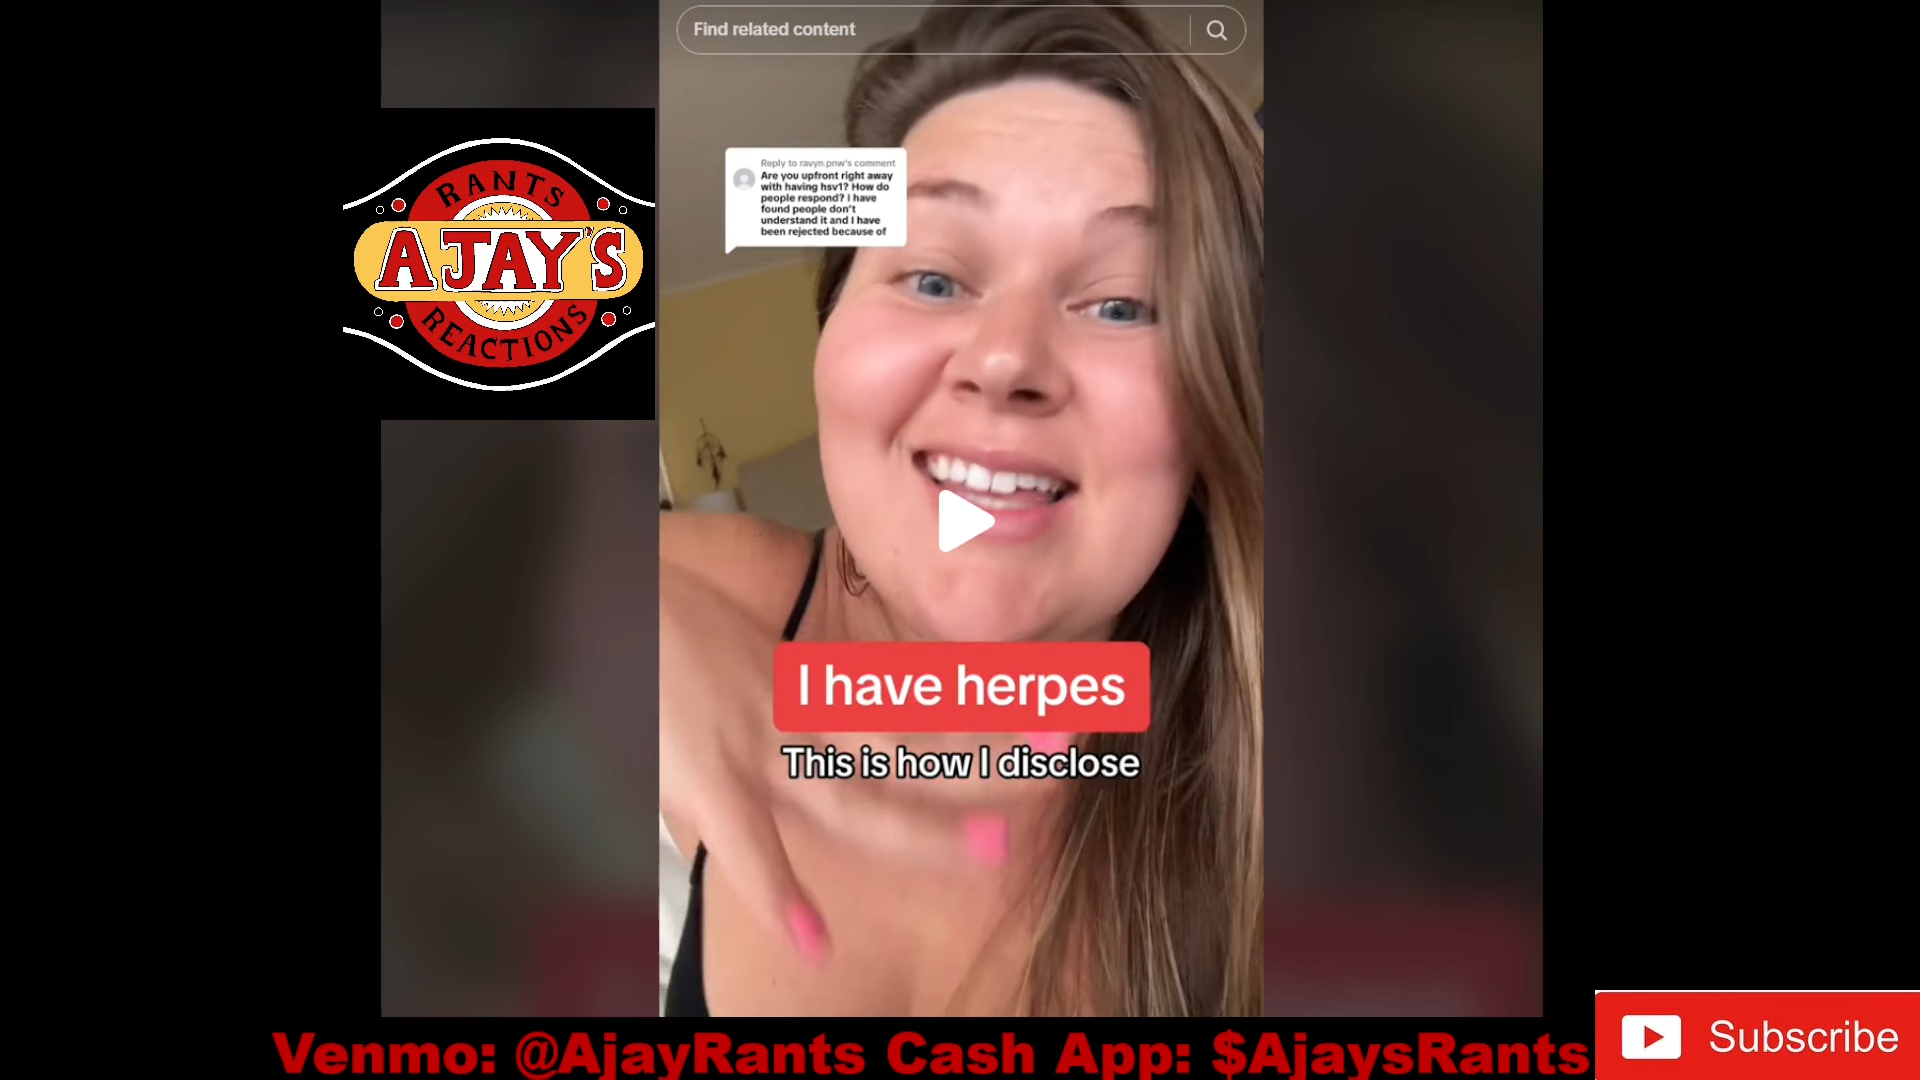 Find related content
Reply to ravyn.pnw's comment
Are you upfront right away
with having hsv1? How do
people respond? I have
found people don't
understand it and I have
been rejected because of
RANTS
AJAY'S
REACTIONS
I have herpes
This is how I disclose
Venmo: @AjayRants Cash App: $AjaysRants
Subscribe